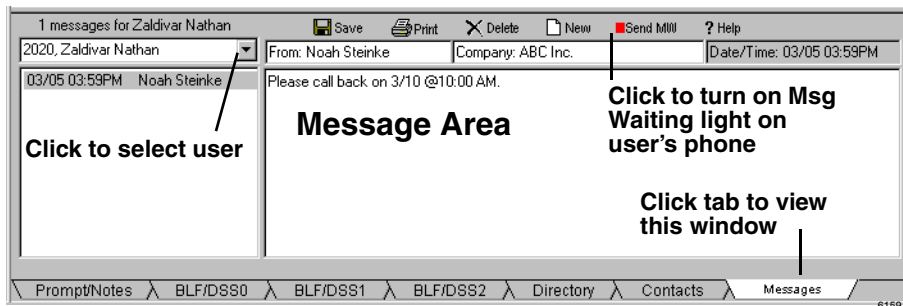 1 messages for Zaldivar Nathan
Save Print Delete New Send MW ? Help
2020, Zaldivar Nathan
From: Noah Steinke Company: ABC Inc. Date/Time: 03/05 03:59PM
03/05 03:59PM Noah Steinke
Please call back on 3/10 @10:00 AM.
Click to turn on Msg
Waiting light on
user's phone
Message Area
Click to select user
Click tab to view
this window
Prompt/Notes BLF/DSS0 BLF/DSS1 BLF/DSS2 Directory Contacts Messages
6159